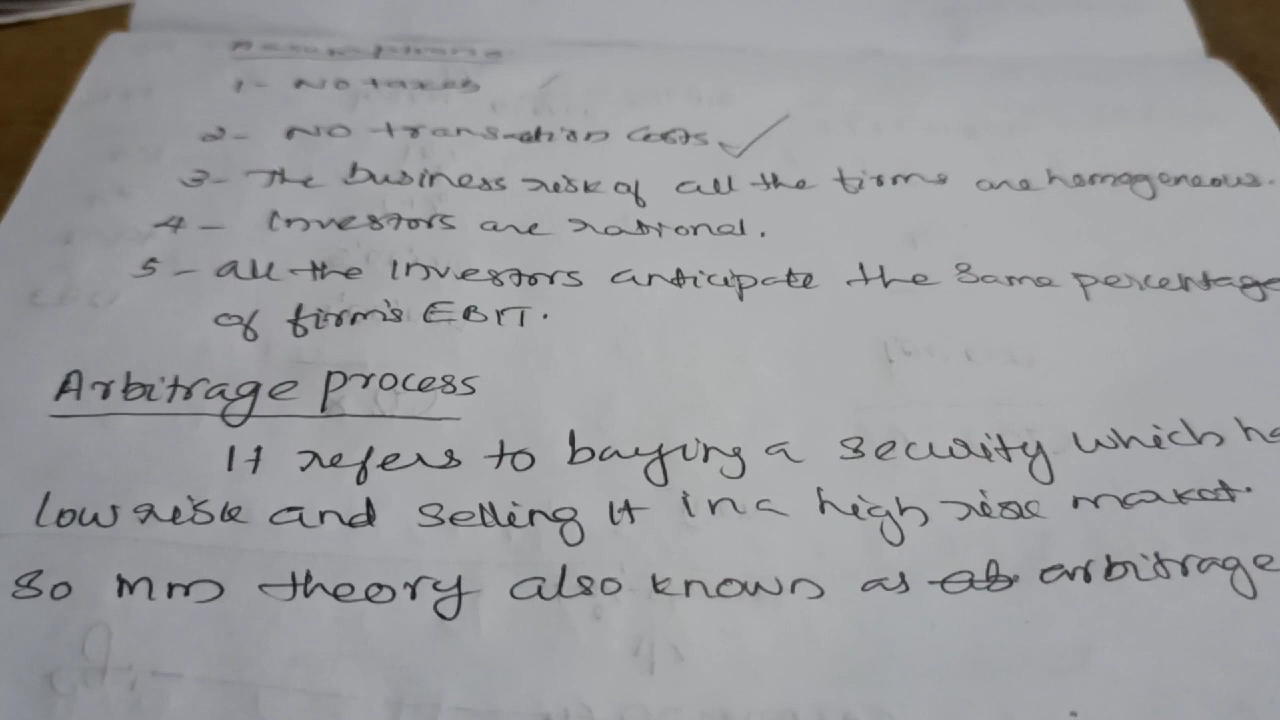 Assumptions
1- No taxes
2- No transaction costs ✓
3- The business risk of all the firms are homogeneous.
4- Investors are rational.
5- all the investors anticipate the same percentage
of firm's EBIT.
Arbitrage process
It refers to buying a security which
low risk and selling it in a high risk market.
So mm theory also known as arbitrage